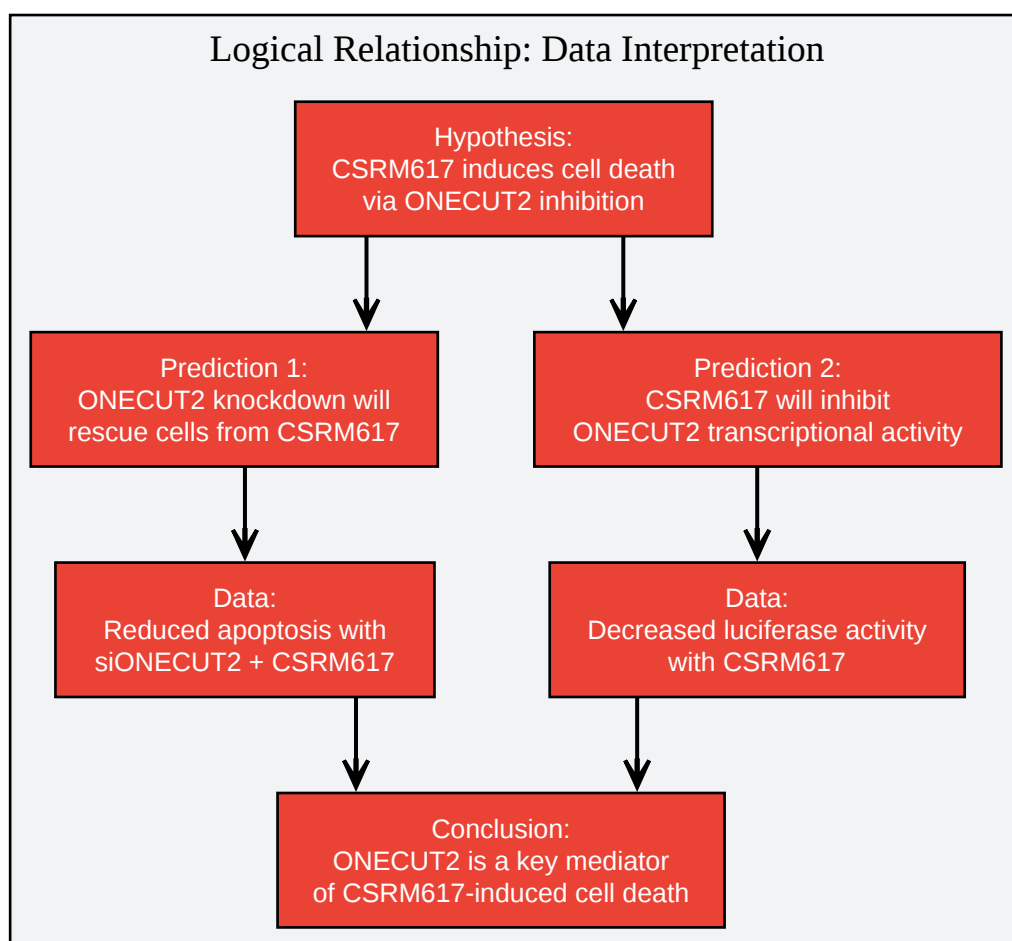 Logical Relationship: Data Interpretation
Hypothesis:
CSRM617 induces cell death
via ONECUT2 inhibition
Prediction 1:
ONECUT2 knockdown will
rescue cells from CSRM617
Prediction 2:
CSRM617 will inhibit
ONECUT2 transcriptional activity
Data:
Reduced apoptosis with
siONECUT2 + CSRM617
Data:
Decreased luciferase activity
with CSRM617
Conclusion:
ONECUT2 is a key mediator
of CSRM617-induced cell death